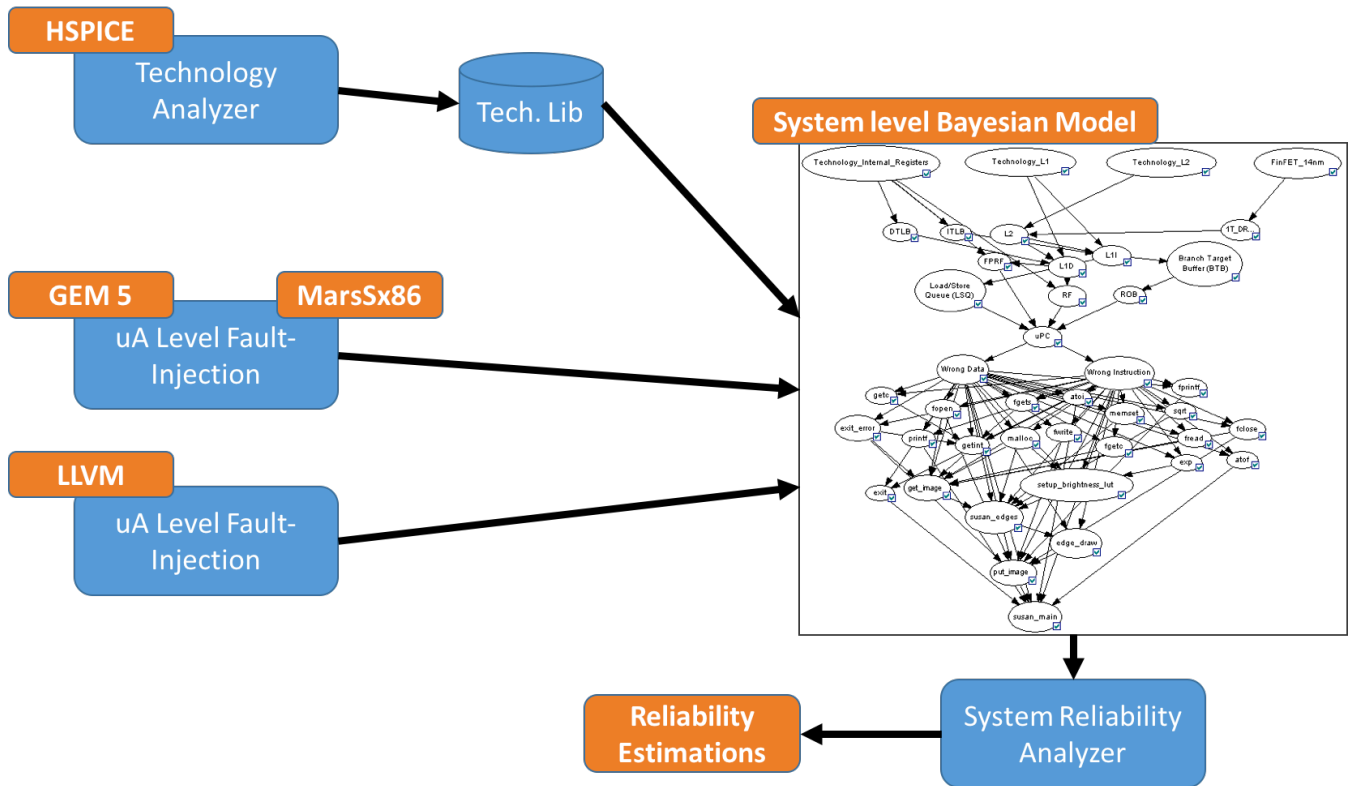 HSPICE
Technology
Analyzer
Tech. Lib
System level Bayesian Model
Technology_Internal_Registers
Technology_L1
Technology_L2
FinFET_14nm
DTLB
ITLB
L2
1T_DR...
FPRF
L1D
L1I
Branch Target
Buffer (BTB)
Load/Store
Queue (LSQ)
RF
ROB
uPC
Wrong Data
Wrong Instruction
getc
fopen
fgets
atoi
memset
sqrt
fprintf
exit_error
printf
getint
malloc
fwrite
fgetc
fread
fclose
exit
get_image
setup_brightness_lut
exp
atof
susan_edges
edge_draw
put_image
susan_main
GEM 5
MarsSx86
uA Level Fault-
Injection
LLVM
uA Level Fault-
Injection
Reliability
Estimations
System Reliability
Analyzer